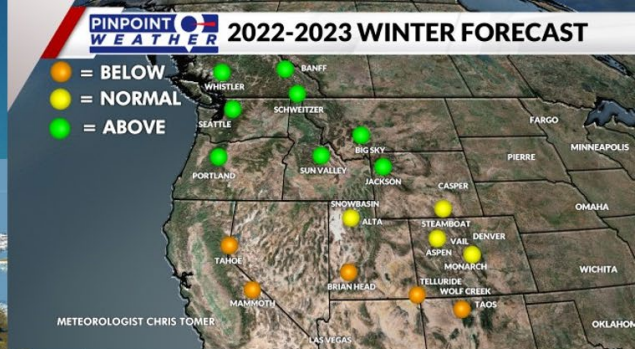 PINPOINT
WEATHER
2022-2023 WINTER FORECAST
= BELOW
= NORMAL
= ABOVE
BANFF
WHISTLER
SCHWEITZER
SEATTLE
FARGO
BIG SKY
MINNEAPOLIS
PORTLAND
SUN VALLEY
PIERRE
JACKSON
CASPER
SNOWBASIN
OMAHA
ALTA
STEAMBOAT
VAIL
DENVER
ASPEN
TAHOE
MONARCH
WICHITA
BRIAN HEAD
TELLURIDE
WOLF CREEK
MAMMOTH
TAOS
METEOROLOGIST CHRIS TOMER
OKLAHOM
LAS VEGAS